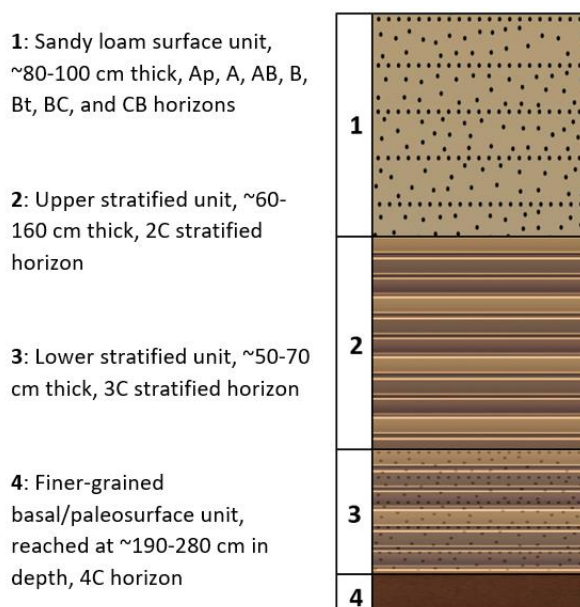 1: Sandy loam surface unit,
~80-100 cm thick, Ap, A, AB, B,
Bt, BC, and CB horizons
1
2: Upper stratified unit, ~60-
160 cm thick, 2C stratified
horizon
2
3: Lower stratified unit, ~50-70
cm thick, 3C stratified horizon
3
4: Finer-grained
basal/paleosurface unit,
reached at ~190-280 cm in
depth, 4C horizon
4